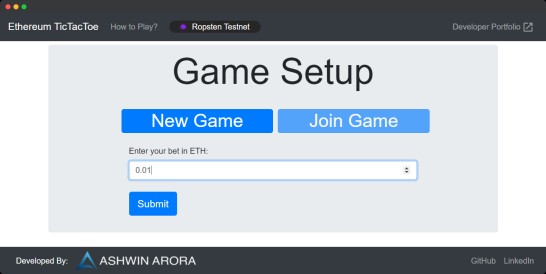 Ethereum TicTacToe How to Play? Ropsten Testnet Developer Portfolio
Game Setup
New Game Join Game
Enter your bet in ETH:
0.01
Submit
Developed By: ASHWIN ARORA GitHub LinkedIn